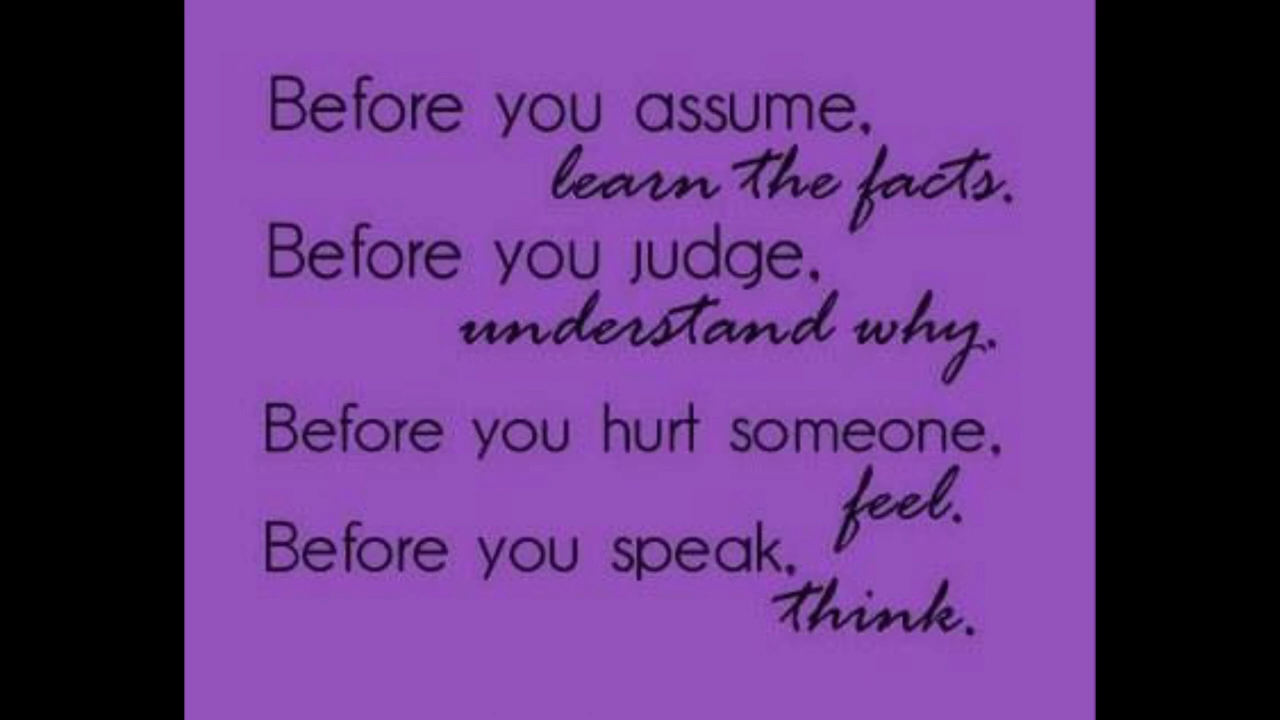 Before you assume,
learn the facts.
Before you judge,
understand why.
Before you hurt someone,
feel.
Before you speak,
think.